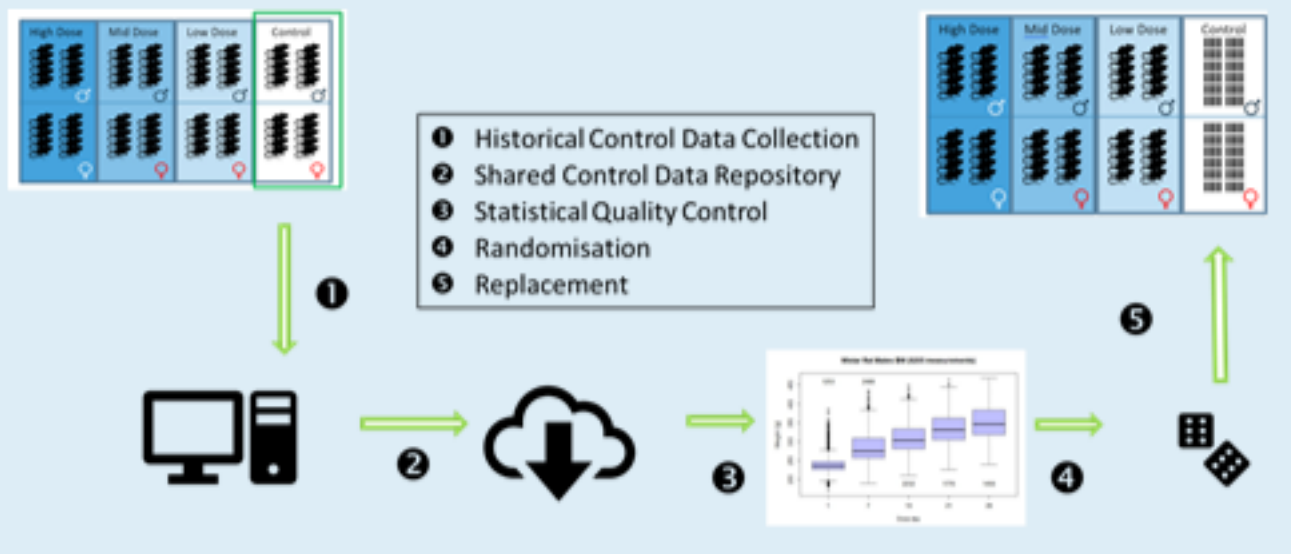 High Dose Mid Dose Low Dose Control
High Dose Mid Dose Low Dose Control
❶ Historical Control Data Collection
❷ Shared Control Data Repository
❸ Statistical Quality Control
❹ Randomisation
❺ Replacement
❶
❺
❷
❸
❹